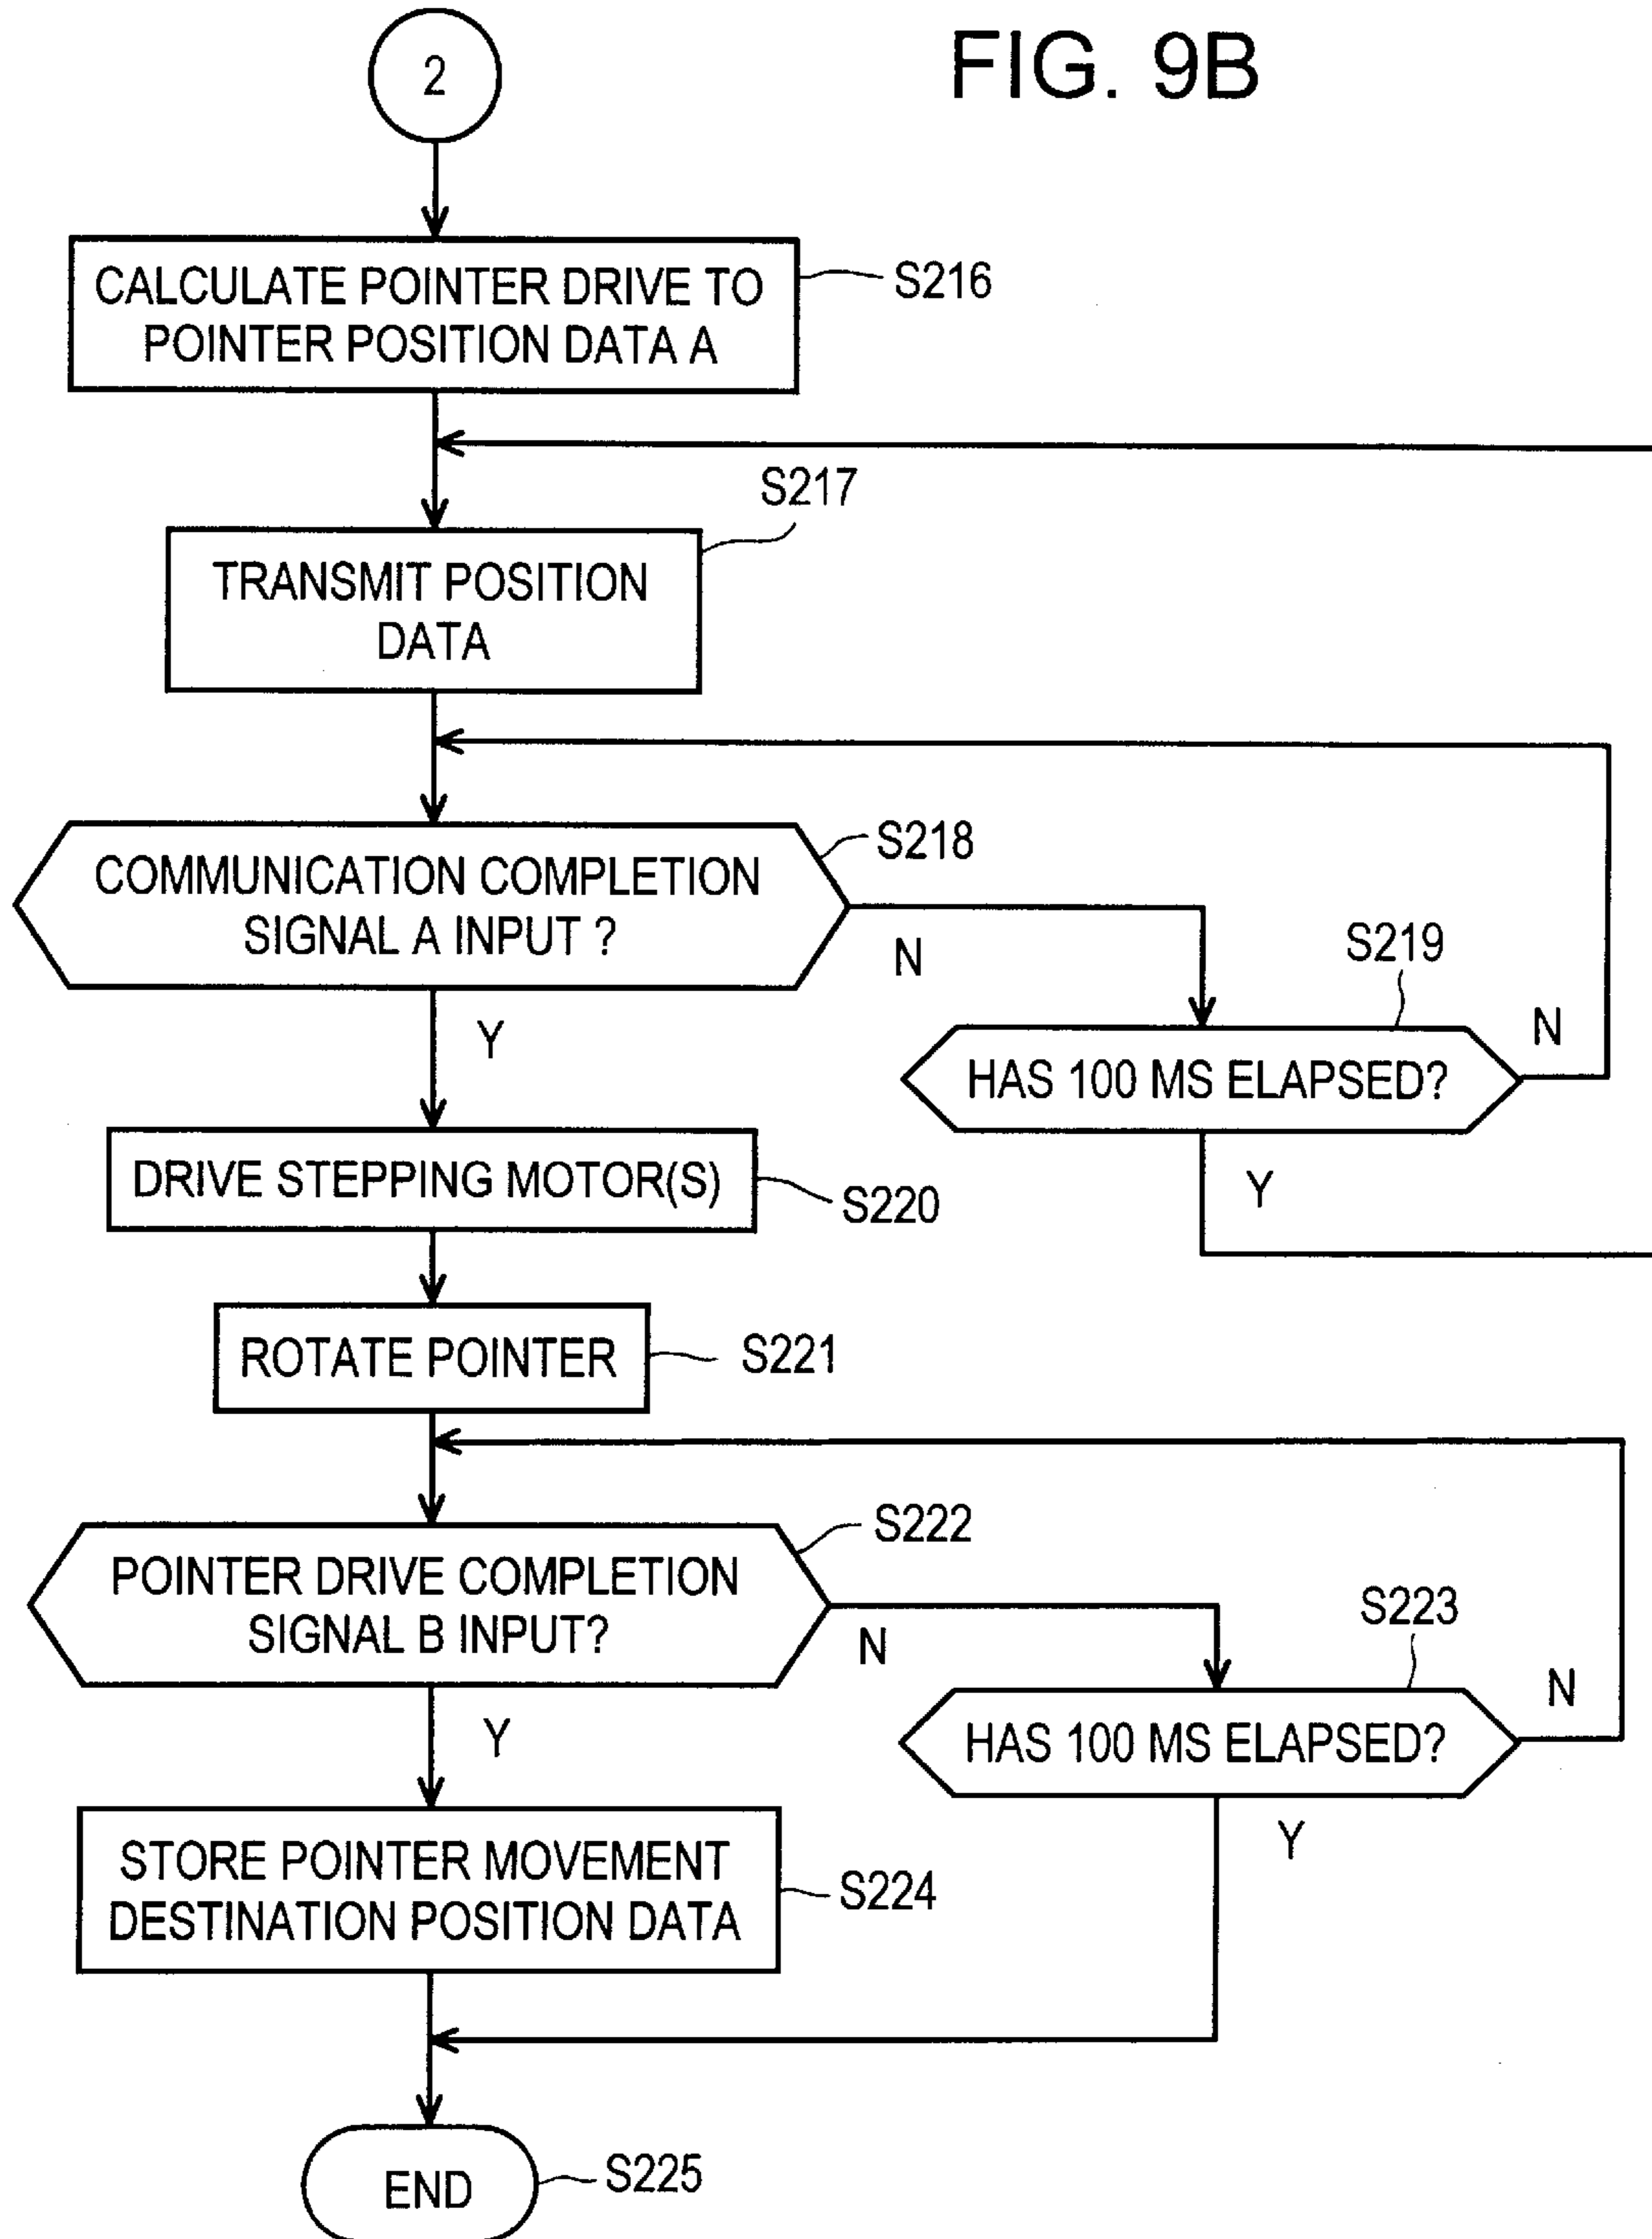 FIG. 9B
2
CALCULATE POINTER DRIVE TO
POINTER POSITION DATA A
S216
S217
TRANSMIT POSITION
DATA
COMMUNICATION COMPLETION
SIGNAL A INPUT ?
S218
N
S219
HAS 100 MS ELAPSED?
N
Y
Y
DRIVE STEPPING MOTOR(S)
S220
ROTATE POINTER
S221
POINTER DRIVE COMPLETION
SIGNAL B INPUT?
S222
N
S223
HAS 100 MS ELAPSED?
N
Y
Y
STORE POINTER MOVEMENT
DESTINATION POSITION DATA
S224
END
S225